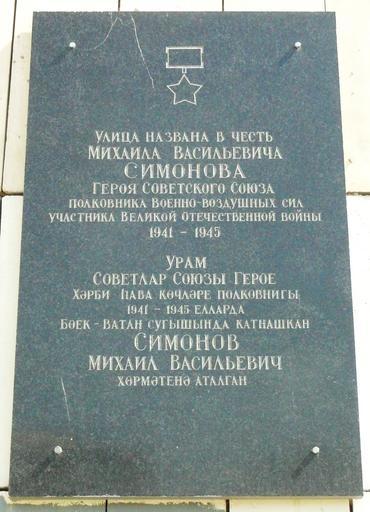 Улица названа в честь
Михаила Васильевича
Симонова
Героя Советского Союза
полковника Военно-воздушных сил
участника Великой Отечественной войны
1941 - 1945
Урам
Советлар Союзы Герое
Хәрби Һава көчләре полковнигы
1941 - 1945 елларда
Бөек - Ватан сугышында катнашкан
Симонов
Михаил Васильевич
хөрмәтенә аталган